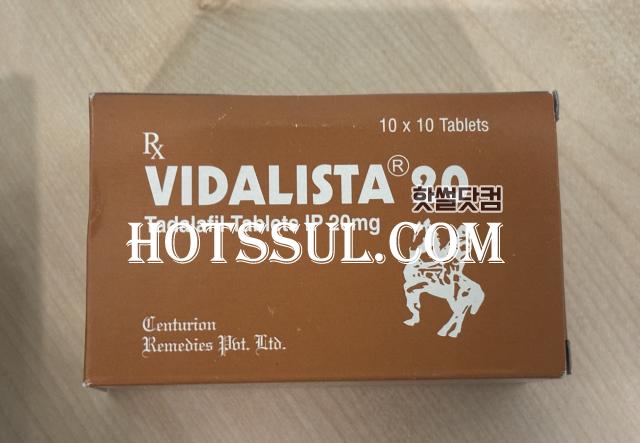 10 x 10 Tablets
Rx
VIDALISTA® 20
핫썰닷컴
Tadalafil Tablets IP 20mg
HOTSSUL.COM
Centurion
Remedies Pvt. Ltd.